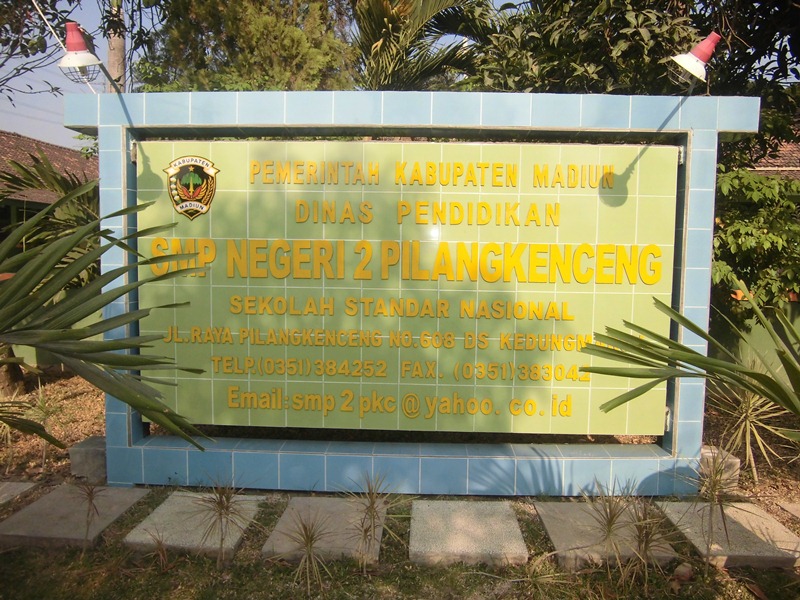 KABUPATEN
MADIUN
PEMERINTAH KABUPATEN MADIUN
DINAS PENDIDIKAN
SMP NEGERI 2 PILANGKENCENG
SEKOLAH STANDAR NASIONAL
JL.RAYA PILANGKENCENG NO.608 DS
TELP.(0351)384252 FAX. (0351)383042
Email:smp 2 pkc@yahoo. co. id